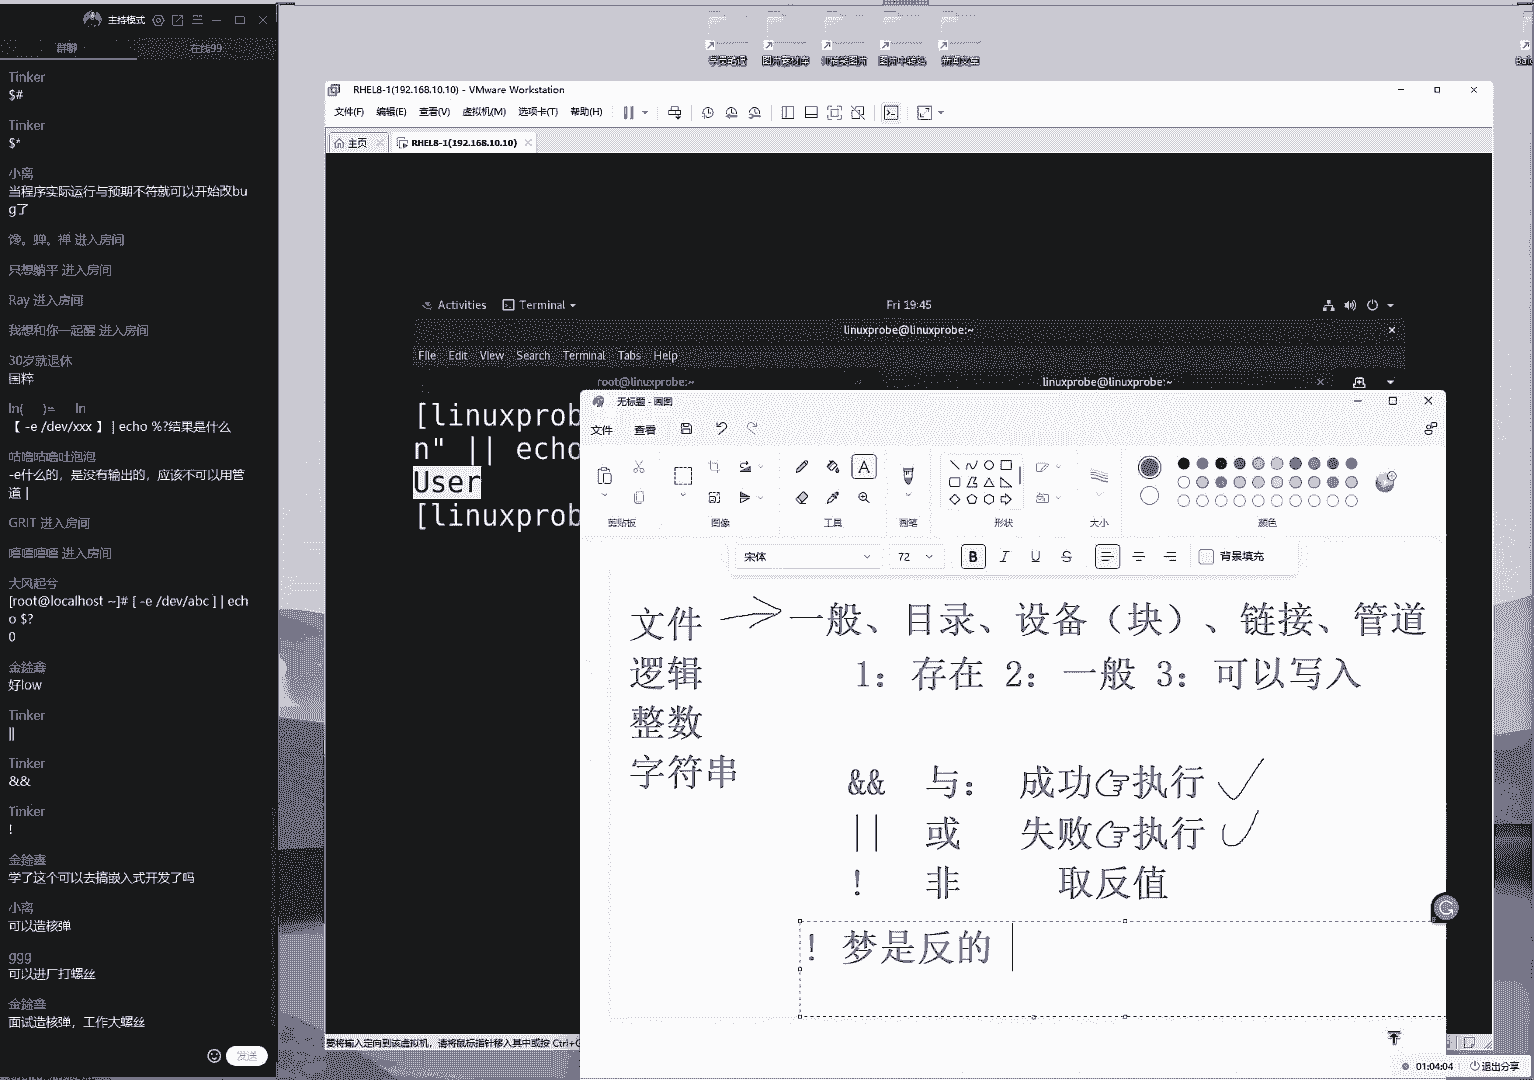 主持模式
群聊
在线99
Tinker
$#
Tinker
$*
小离
当程序实际运行与预期不符就可以开始改bu
g了
馋。蝉。禅 进入房间
只想躺平 进入房间
Ray 进入房间
我想和你一起醒 进入房间
30岁就退休
国粹
ln( )= ln
【 -e /dev/xxx 】 | echo %?结果是什么
咕噜咕噜吐泡泡
-e什么的，是没有输出的，应该不可以用管
道 |
GRIT 进入房间
嘻嘻嘻嘻 进入房间
大风起兮
[root@localhost ~]# [ -e /dev/abc ] | ech
o $?
0
好low
Tinker
||
Tinker
&&
Tinker
!
学了这个可以去搞嵌入式开发了吗
小离
可以造核弹
ggg
可以进厂打螺丝
面试造核弹，工作大螺丝
发送
RHEL8-1(192.168.10.10) - VMware Workstation
文件(F) 编辑(E) 查看(V) 虚拟机(M) 选项卡(T) 帮助(H)
主页
RHEL8-1(192.168.10.10)
Activities Terminal Fri 19:45
linuxprobe@linuxprobe:~
File Edit View Search Terminal Tabs Help
root@linuxprobe:~ linuxprobe@linuxprobe:~
[linuxprob
n" || echo
User
[linuxprob
无标题 - 画图
文件 查看
剪贴板 图像 工具 画笔 形状 大小 颜色
宋体 72 B I U S 背景填充
文件 一般、目录、设备（块）、链接、管道
逻辑 1：存在 2：一般 3：可以写入
整数
字符串
&& 与： 成功👉执行
|| 或 失败👉执行
! 非 取反值
! 梦是反的
要将输入定向到该虚拟机，请将鼠标指针移入其中或按 Ctrl+G
01:04:04 退出分享